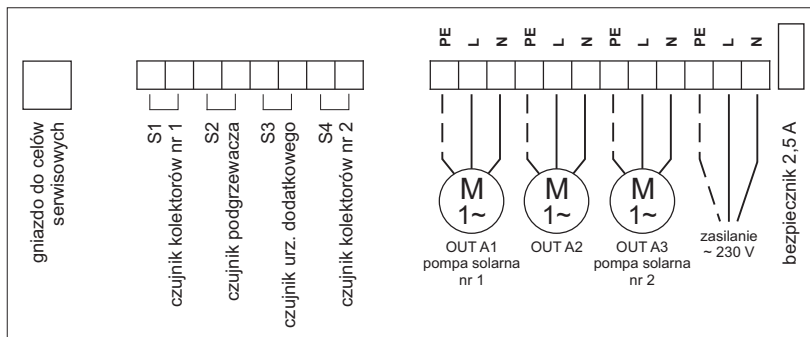 PE L N PE L N PE L N PE L N
gniazdo do celów
serwisowych
S1
czujnik kolektorów nr 1
S2
czujnik podgrzewacza
S3
czujnik urz. dodatkowego
S4
czujnik kolektorów nr 2
M
1~
OUT A1
pompa solarna
nr 1
M
1~
OUT A2
M
1~
OUT A3
pompa solarna
nr 2
zasilanie
~ 230 V
bezpiecznik 2,5 A